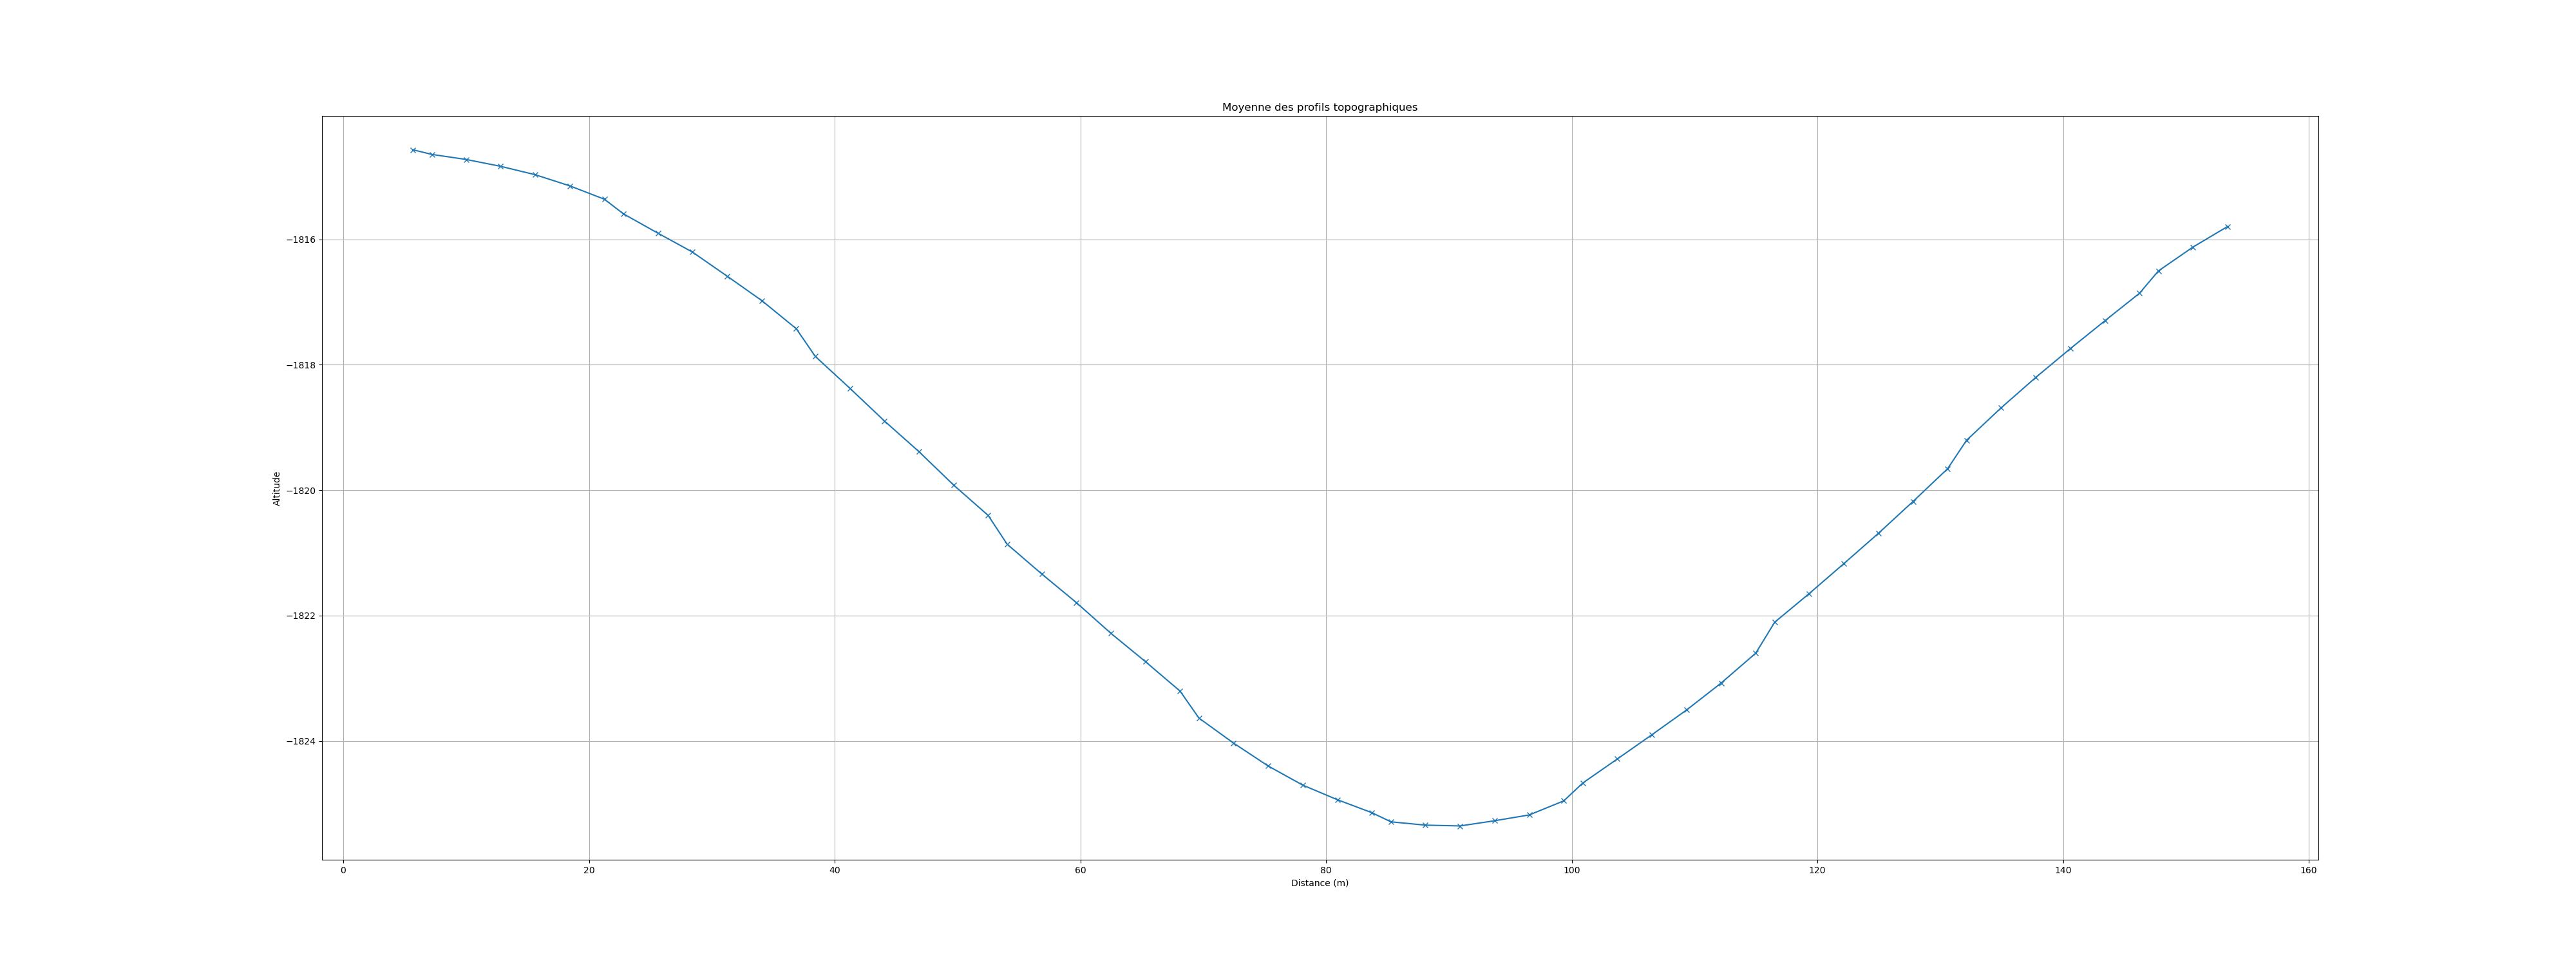 Moyenne des profils topographiques
−1816
−1818
−1820
−1822
−1824
Altitude
0 20 40 60 80 100 120 140 160
Distance (m)